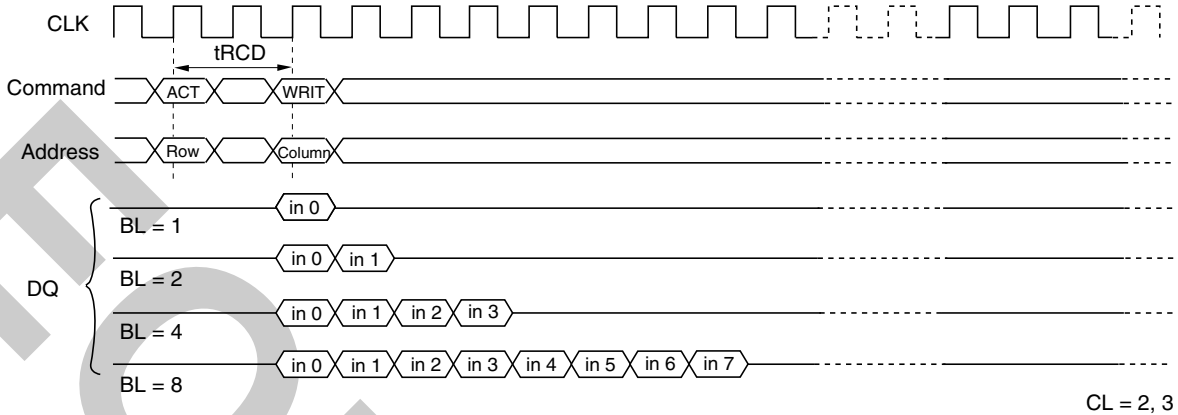 CLK
tRCD
Command ACT WRIT
Address Row Column
DQ
in 0
BL = 1
in 0 in 1
BL = 2
in 0 in 1 in 2 in 3
BL = 4
in 0 in 1 in 2 in 3 in 4 in 5 in 6 in 7
BL = 8
CL = 2, 3